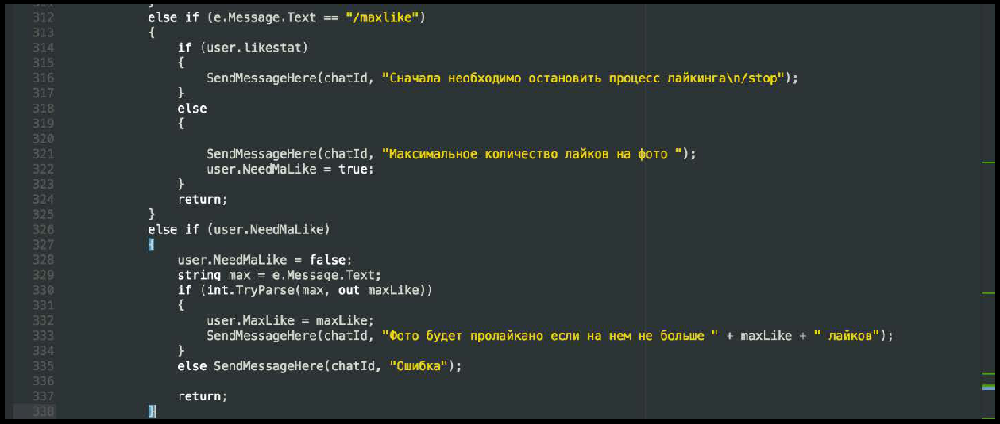 312 else if (e.Message.Text == "/maxlike")
313 {
314 if (user.likestat)
315 {
316 SendMessageHere(chatId, "Сначала необходимо остановить процесс лайкинга\n/stop");
317 }
318 else
319 {
320
321 SendMessageHere(chatId, "Максимальное количество лайков на фото ");
322 user.NeedMaLike = true;
323 }
324 return;
325 }
326 else if (user.NeedMaLike)
327 {
328 user.NeedMaLike = false;
329 string max = e.Message.Text;
330 if (int.TryParse(max, out maxLike))
331 {
332 user.MaxLike = maxLike;
333 SendMessageHere(chatId, "Фото будет пролайкано если на нем не больше " + maxLike + " лайков");
334 }
335 else SendMessageHere(chatId, "Ошибка");
336
337 return;
338 }